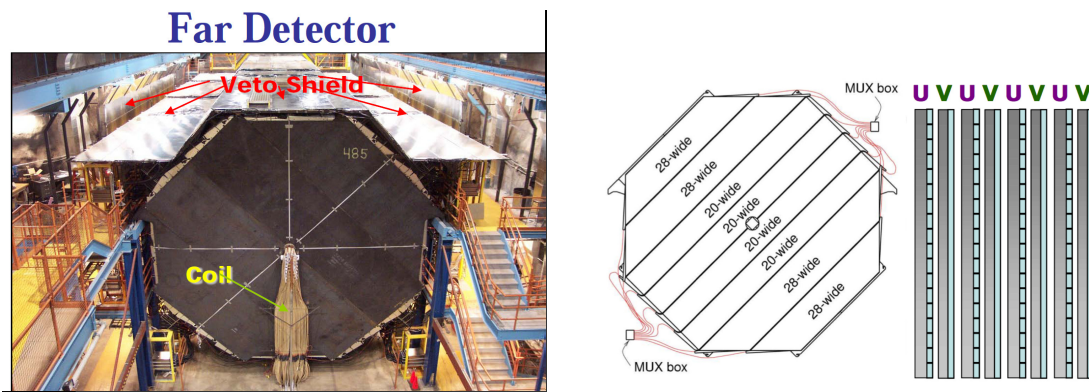 Far Detector
Veto Shield
485
Coil
MUX box
28-wide
28-wide
20-wide
20-wide
20-wide
20-wide
28-wide
28-wide
MUX box
U V U V U V U V